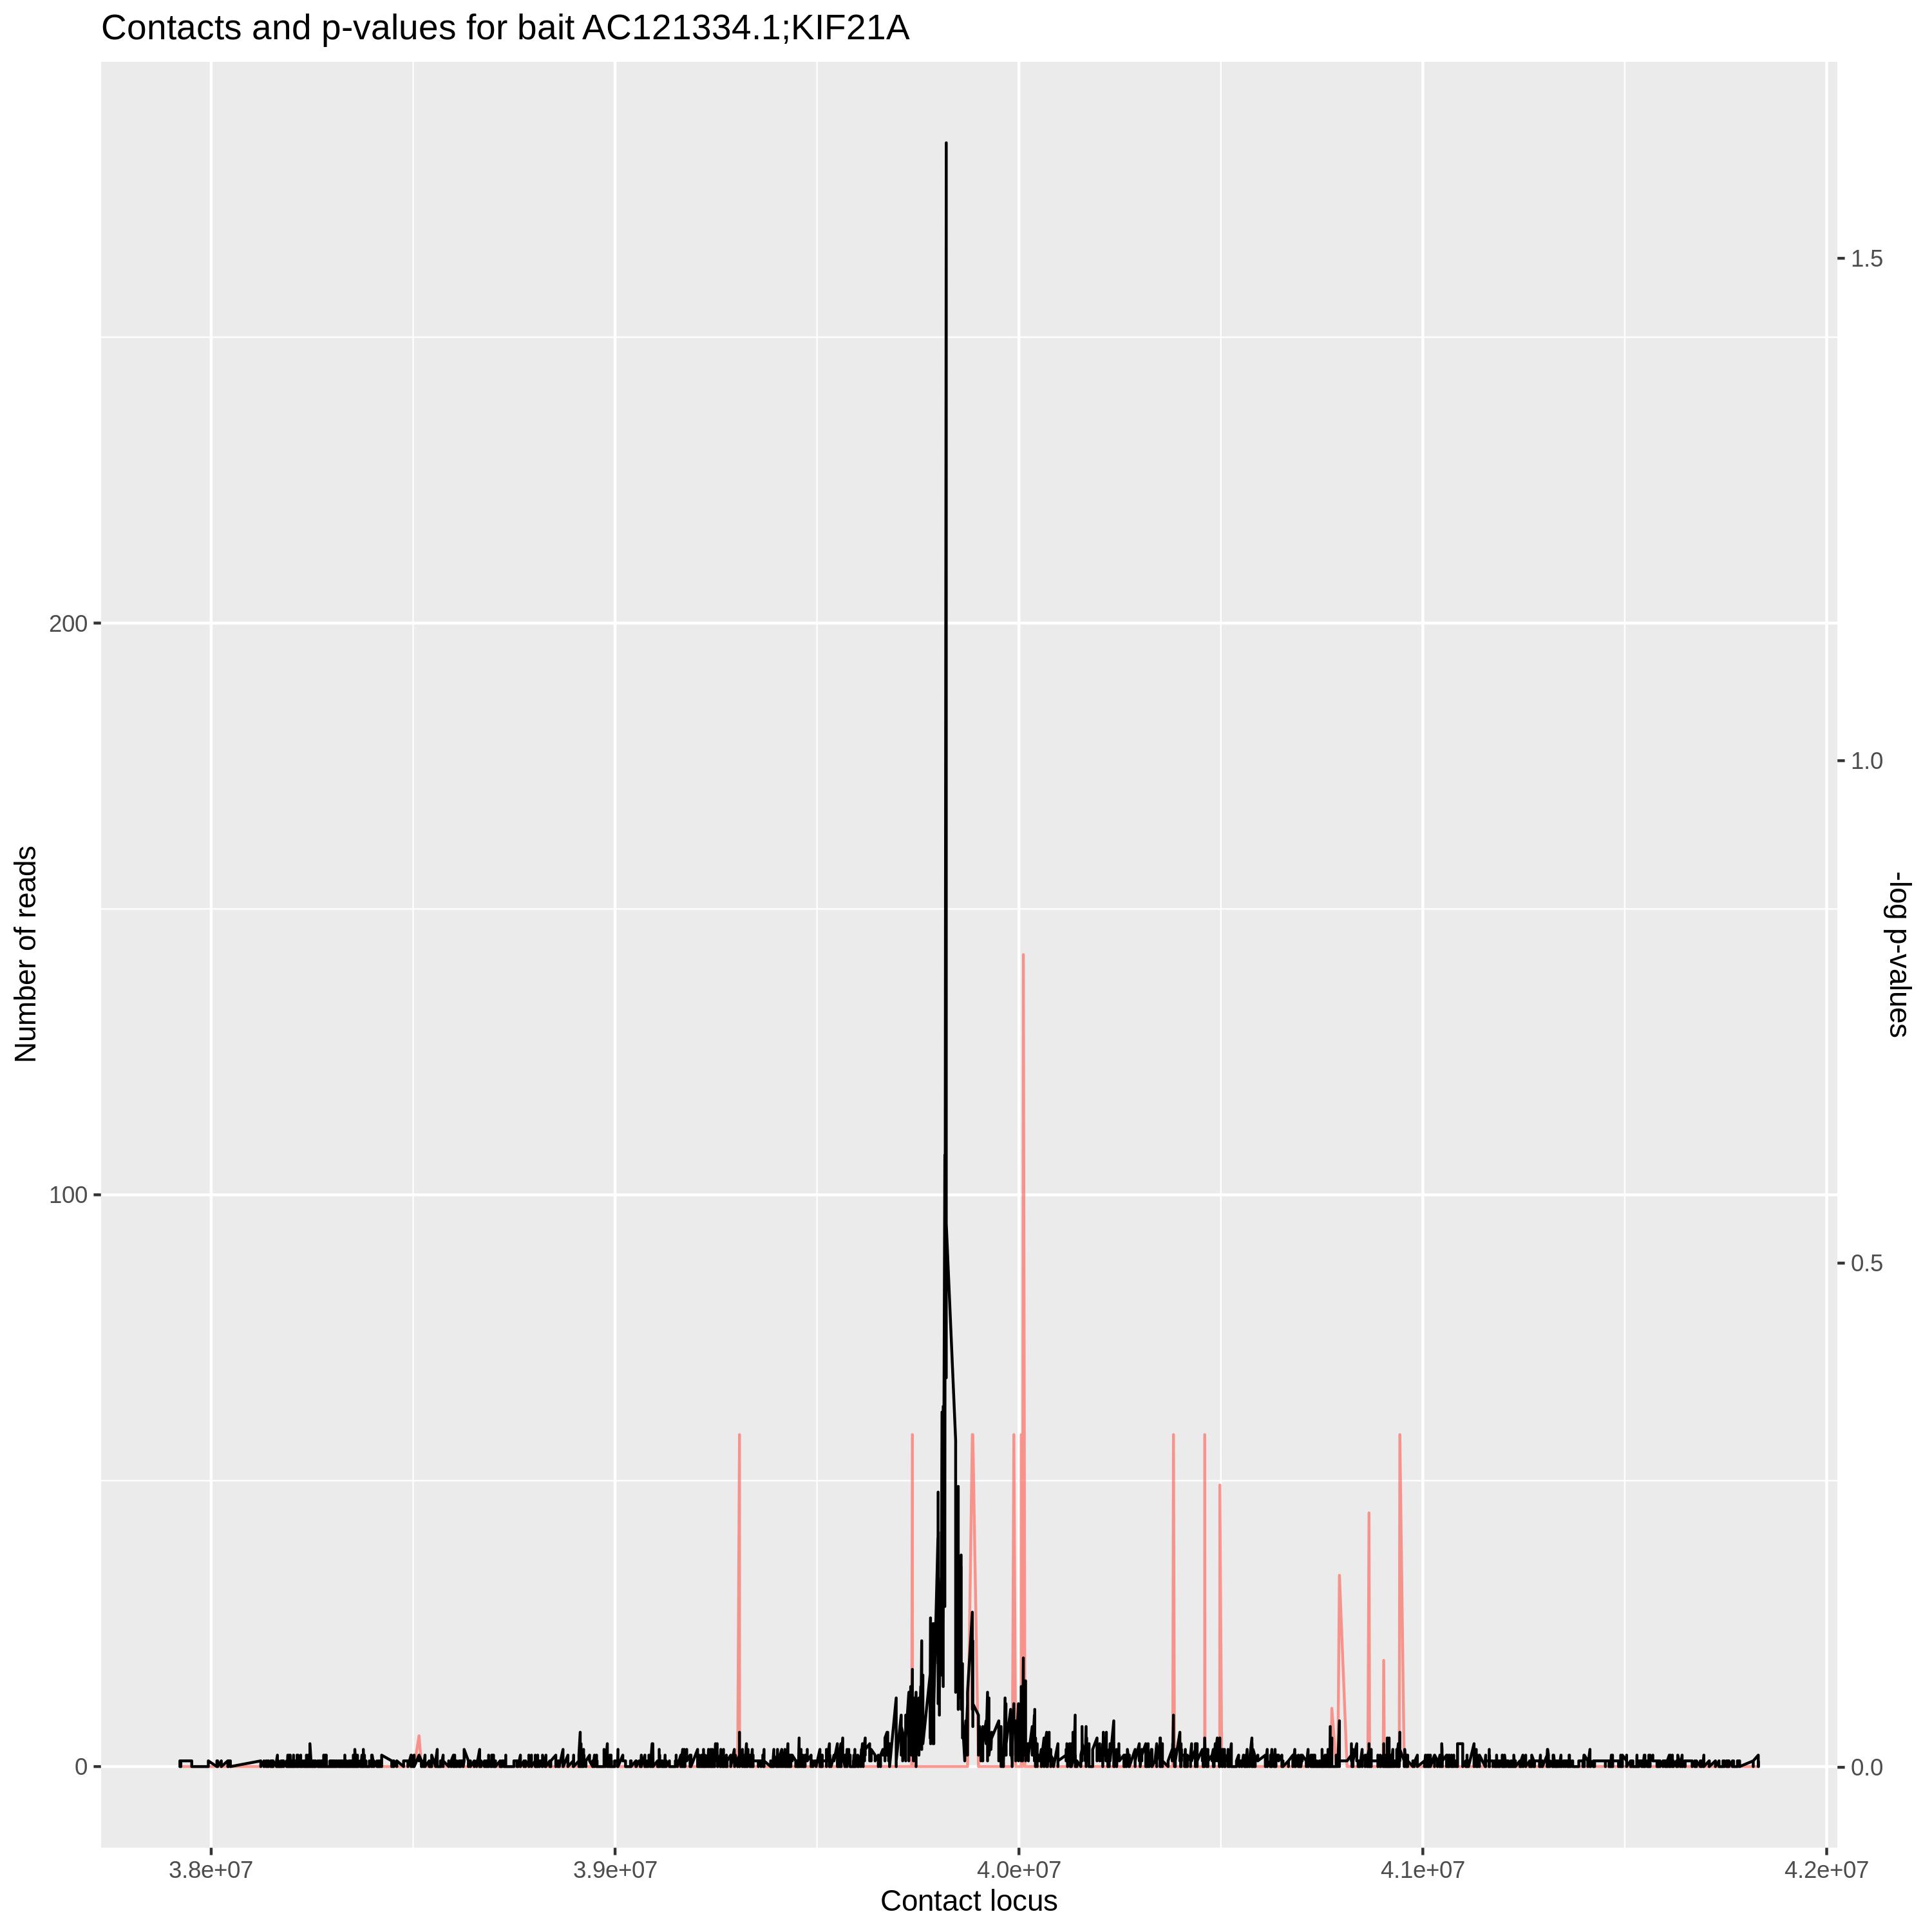 Contacts and p-values for bait AC121334.1;KIF21A
Number of reads
200
100
0
1.5
1.0
0.5
0.0
-log p-values
3.8e+07
3.9e+07
4.0e+07
4.1e+07
4.2e+07
Contact locus